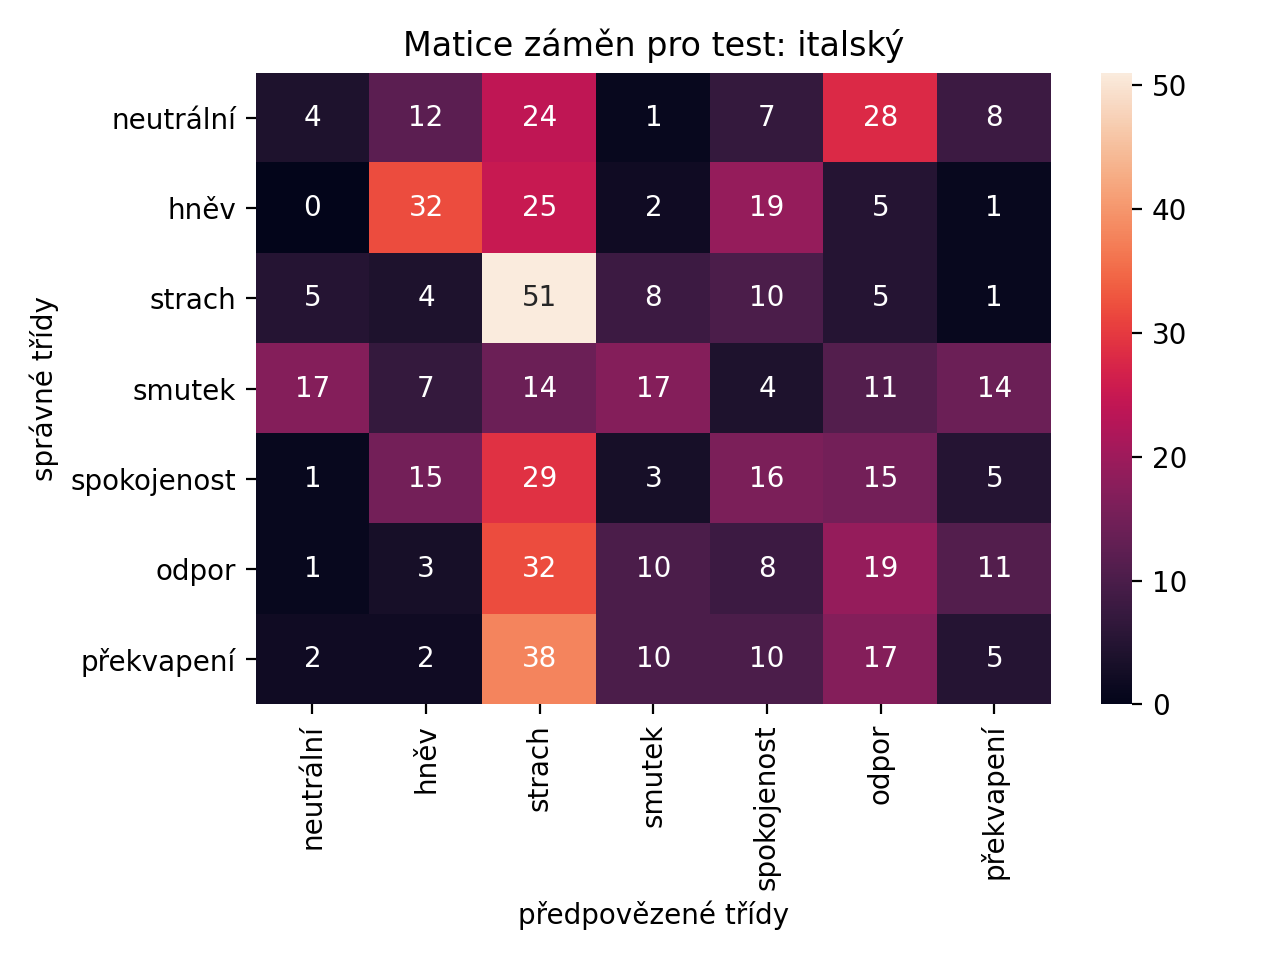 Matice záměn pro test: italský
správné třídy
neutrální 4 12 24 1 7 28 8
hněv 0 32 25 2 19 5 1
strach 5 4 51 8 10 5 1
smutek 17 7 14 17 4 11 14
spokojenost 1 15 29 3 16 15 5
odpor 1 3 32 10 8 19 11
překvapení 2 2 38 10 10 17 5
neutrální hněv strach smutek spokojenost odpor překvapení
předpovězené třídy
50
40
30
20
10
0